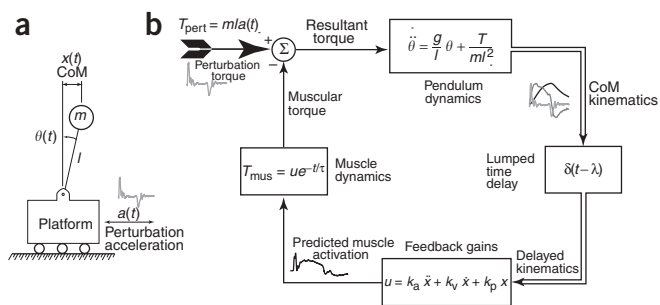 a
x(t)
CoM
m
θ(t)
l
Platform
a(t)
Perturbation
acceleration
b
T_pert = mla(t)
+
Σ
−
Perturbation
torque
Resultant
torque
θ̈ = g/l θ + T/ml²
Pendulum
dynamics
CoM
kinematics
Lumped
time
delay
δ(t−λ)
Delayed
kinematics
Feedback gains
u = k_a ẍ + k_v ẋ + k_p x
Predicted muscle
activation
T_mus = ue^−t/τ
Muscle
dynamics
Muscular
torque